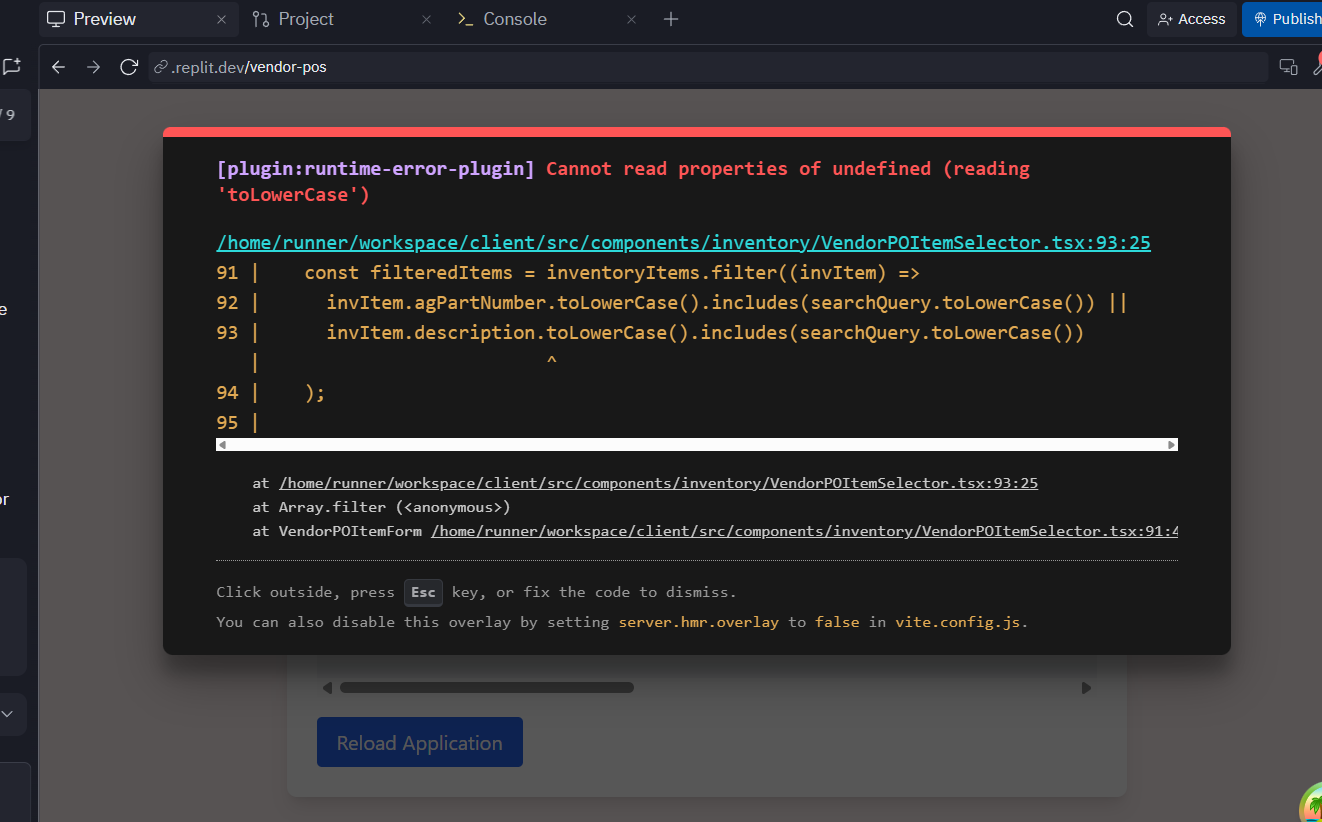 Preview
Project
Console
Access
Publish
.replit.dev/vendor-pos
/ 9
[plugin:runtime-error-plugin] Cannot read properties of undefined (reading
'toLowerCase')
/home/runner/workspace/client/src/components/inventory/VendorPOItemSelector.tsx:93:25
91 |    const filteredItems = inventoryItems.filter((invItem) =>
92 |      invItem.agPartNumber.toLowerCase().includes(searchQuery.toLowerCase()) ||
93 |      invItem.description.toLowerCase().includes(searchQuery.toLowerCase())
|                          ^
94 |    );
95 |
at /home/runner/workspace/client/src/components/inventory/VendorPOItemSelector.tsx:93:25
at Array.filter (<anonymous>)
at VendorPOItemForm /home/runner/workspace/client/src/components/inventory/VendorPOItemSelector.tsx:91:4
Click outside, press Esc key, or fix the code to dismiss.
You can also disable this overlay by setting server.hmr.overlay to false in vite.config.js.
Reload Application